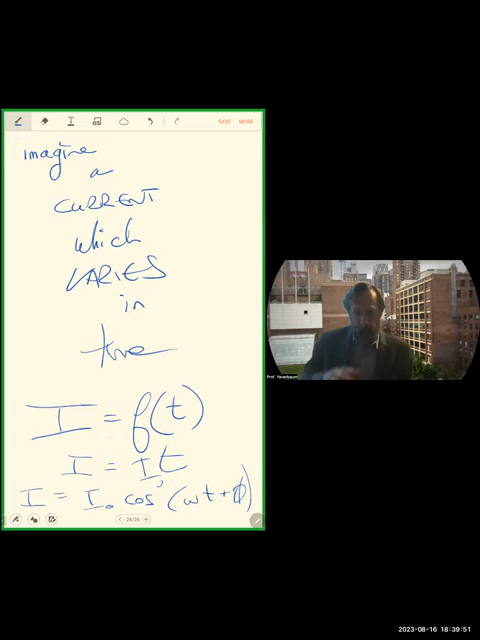 SAVE MORE
imagine
a
CURRENT
which
VARIES
in
time
I = f(t)
I = I₀t
I = I₀ cos (ωt + ϕ)
26/26
Prof. Yaverbaum
2023-08-16 18:39:51